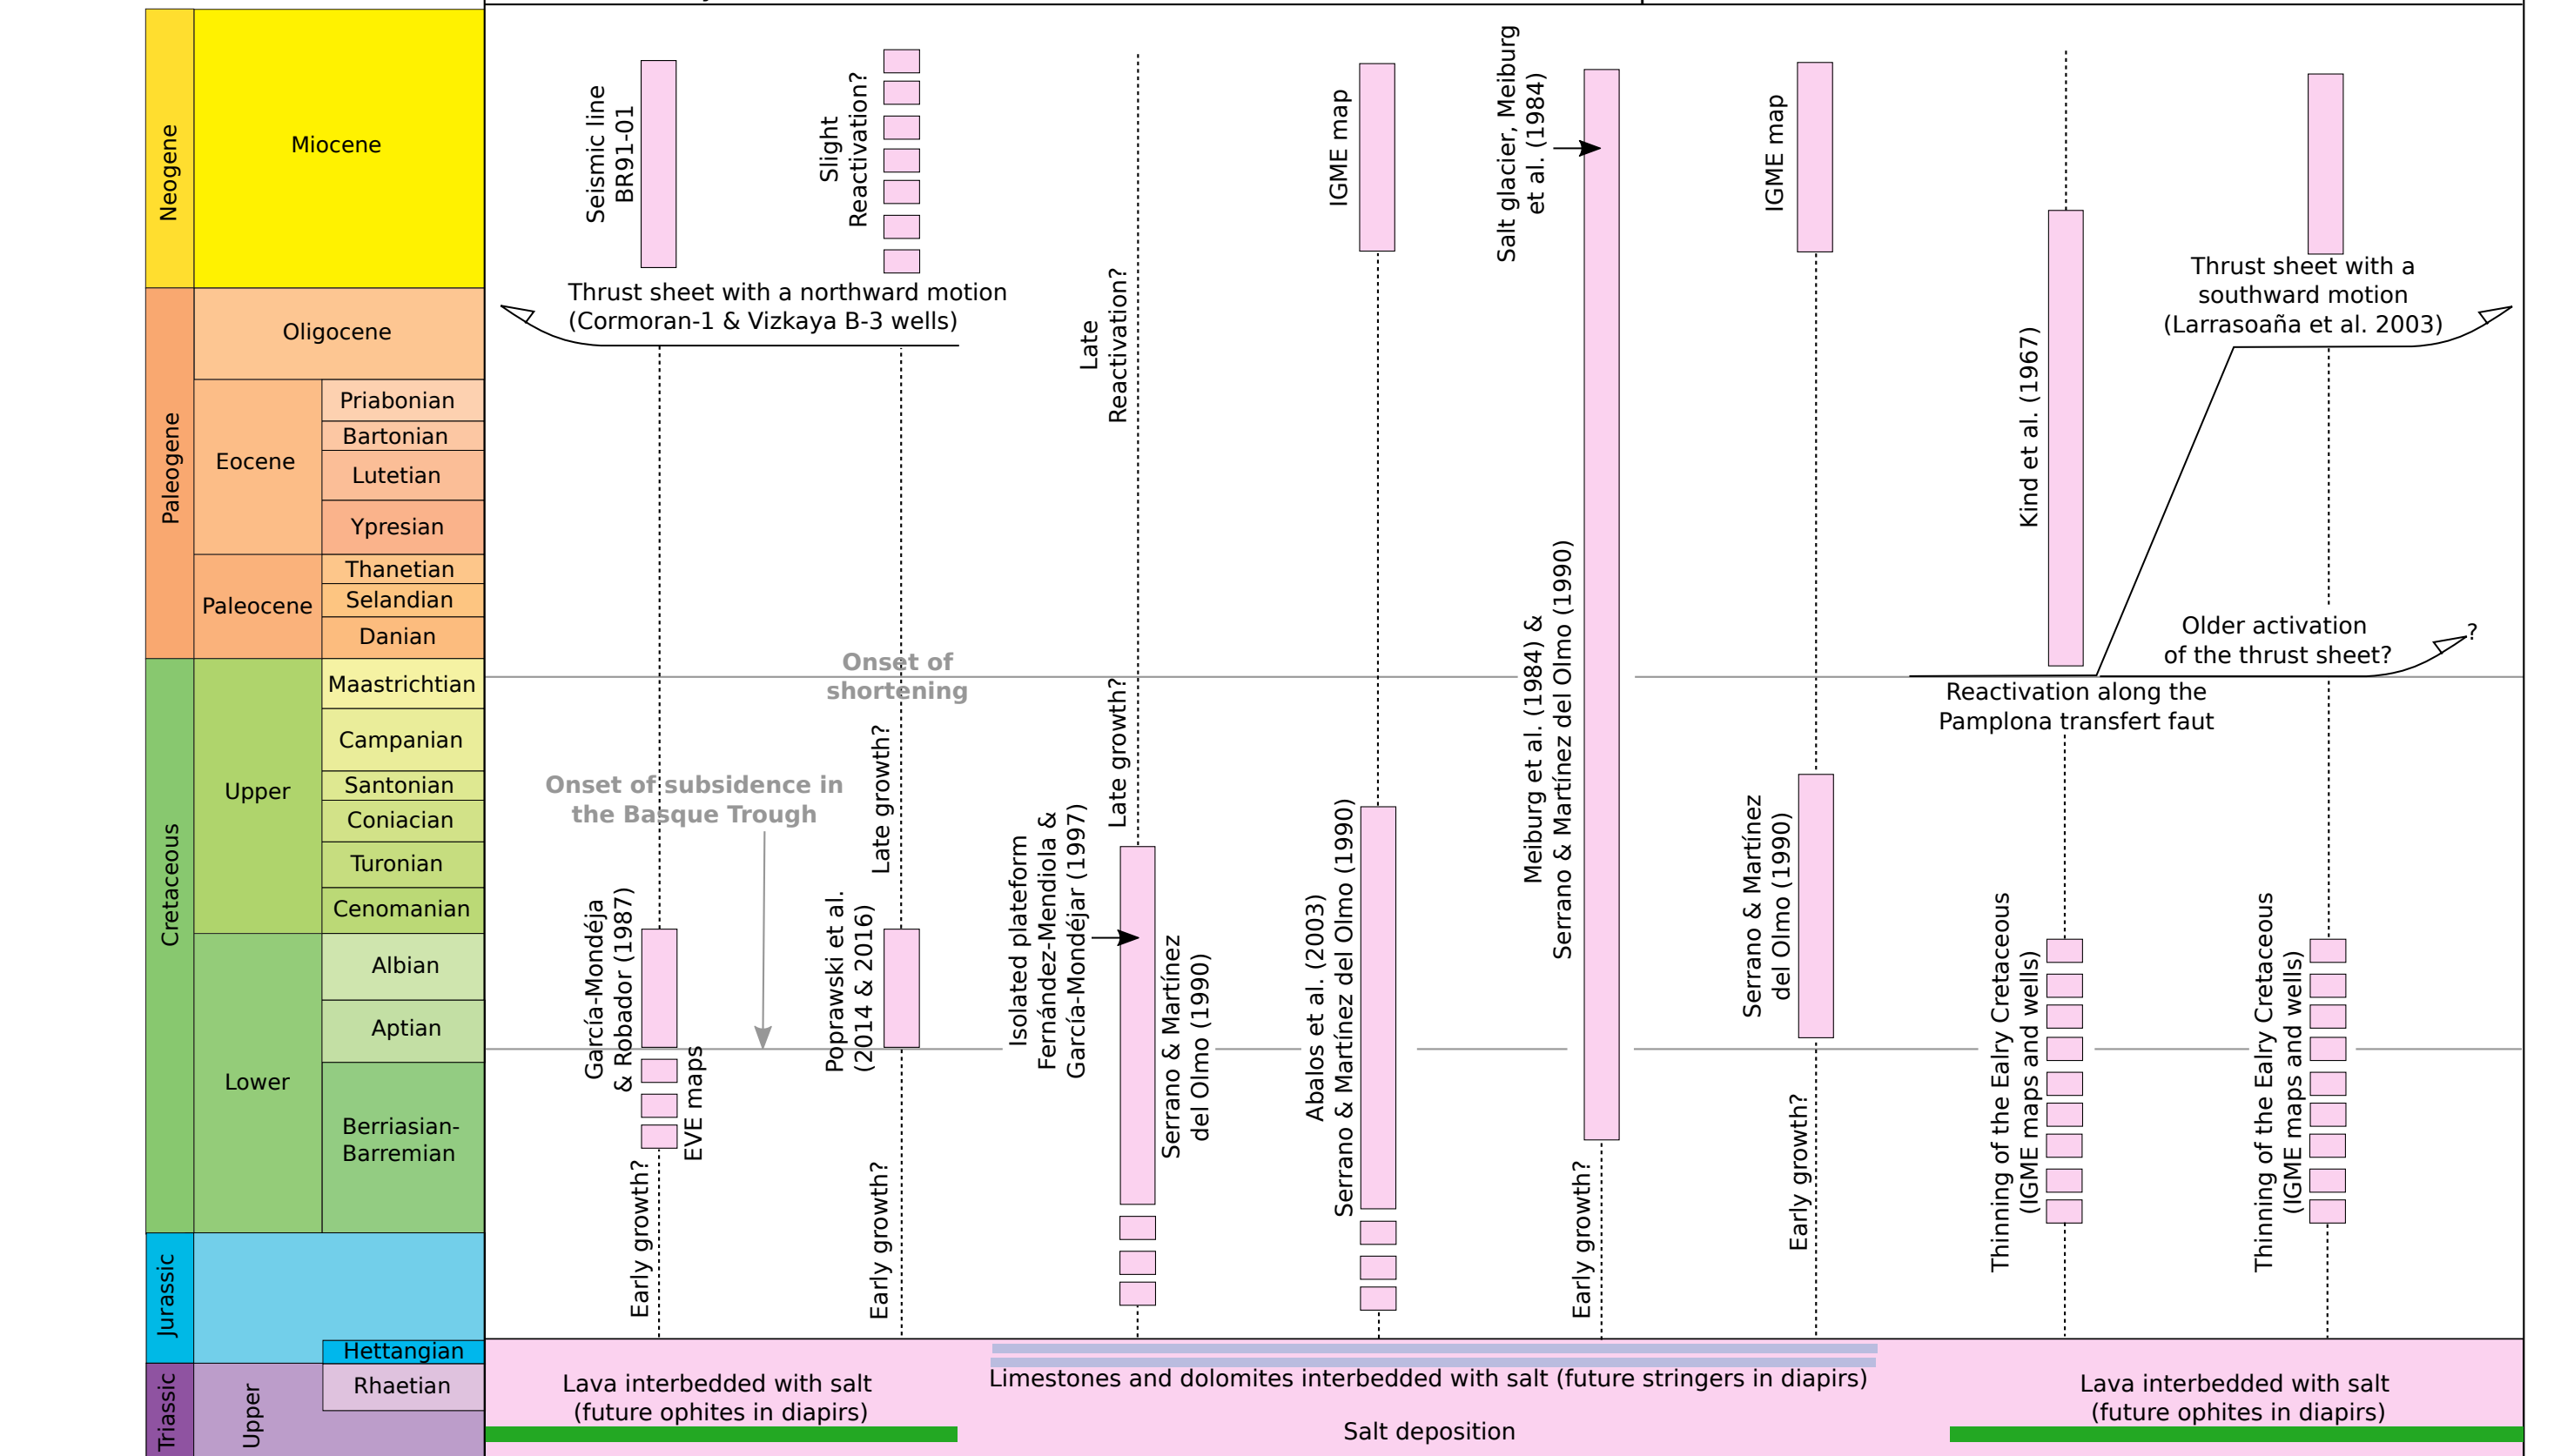 Neogene
Miocene
Paleogene
Oligocene
Eocene
Priabonian
Bartonian
Lutetian
Ypresian
Paleocene
Thanetian
Selandian
Danian
Cretaceous
Upper
Maastrichtian
Campanian
Santonian
Coniacian
Turonian
Cenomanian
Lower
Albian
Aptian
Berriasian-
Barremian
Jurassic
Hettangian
Triassic
Upper
Rhaetian
Seismic line
BR91-01
Slight
Reactivation?
Thrust sheet with a northward motion
(Cormoran-1 & Vizkaya B-3 wells)
Late
Reactivation?
IGME map
Salt glacier, Meiburg
et al. (1984)
IGME map
Kind et al. (1967)
Thrust sheet with a
southward motion
(Larrasoaña et al. 2003)
Older activation
of the thrust sheet?
?
Reactivation along the
Pamplona transfert faut
Onset of
shortening
Onset of subsidence in
the Basque Trough
García-Mondéja
& Robador (1987)
EVE maps
Early growth?
Late growth?
Poprawski et al.
(2014 & 2016)
Early growth?
Late growth?
Isolated plateform
Fernández-Mendiola &
García-Mondéjar (1997)
Serrano & Martínez
del Olmo (1990)
Abalos et al. (2003)
Serrano & Martínez del Olmo (1990)
Meiburg et al. (1984) &
Serrano & Martínez del Olmo (1990)
Early growth?
Serrano & Martínez
del Olmo (1990)
Early growth?
Thinning of the Ealry Cretaceous
(IGME maps and wells)
Thinning of the Ealry Cretaceous
(IGME maps and wells)
Lava interbedded with salt
(future ophites in diapirs)
Limestones and dolomites interbedded with salt (future stringers in diapirs)
Salt deposition
Lava interbedded with salt
(future ophites in diapirs)